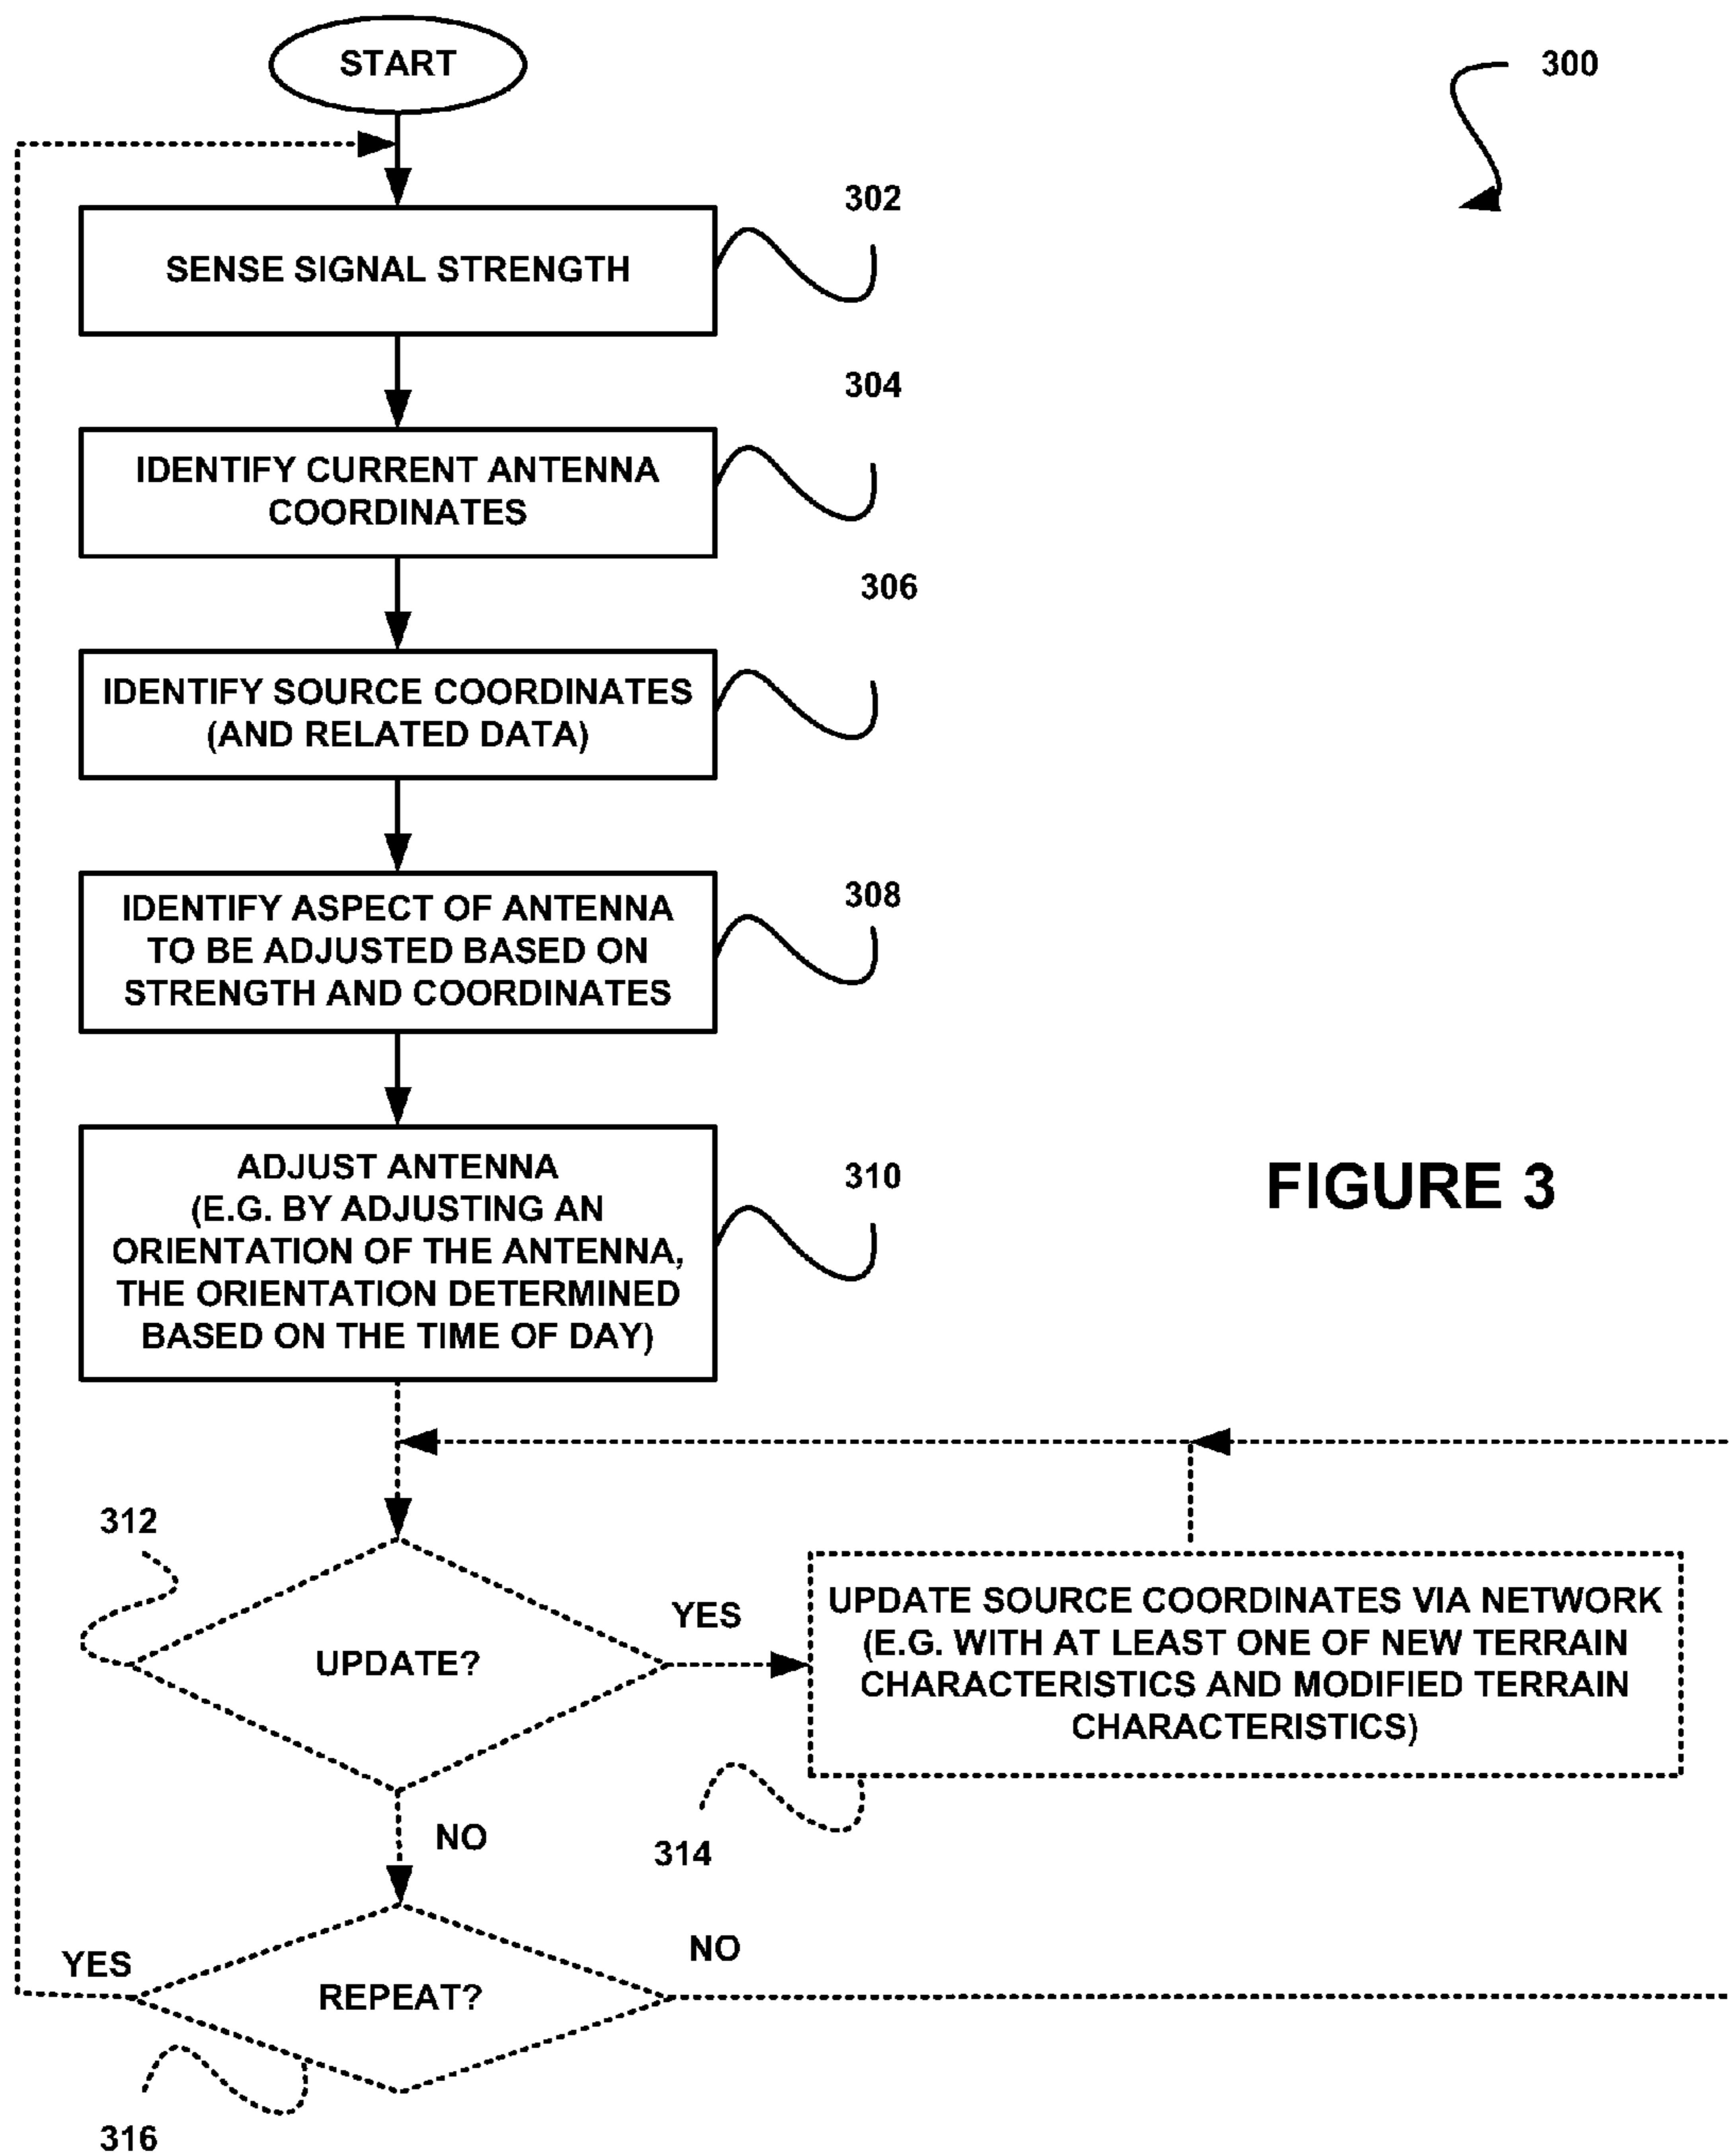 START
300
302
SENSE SIGNAL STRENGTH
304
IDENTIFY CURRENT ANTENNA
COORDINATES
306
IDENTIFY SOURCE COORDINATES
(AND RELATED DATA)
308
IDENTIFY ASPECT OF ANTENNA
TO BE ADJUSTED BASED ON
STRENGTH AND COORDINATES
310
ADJUST ANTENNA
(E.G. BY ADJUSTING AN
ORIENTATION OF THE ANTENNA,
THE ORIENTATION DETERMINED
BASED ON THE TIME OF DAY)
FIGURE 3
312
UPDATE?
YES
UPDATE SOURCE COORDINATES VIA NETWORK
(E.G. WITH AT LEAST ONE OF NEW TERRAIN
CHARACTERISTICS AND MODIFIED TERRAIN
CHARACTERISTICS)
314
NO
YES
REPEAT?
NO
316